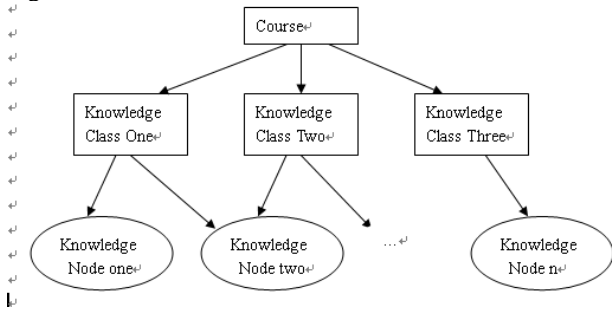 Course
Knowledge
Class One
Knowledge
Class Two
Knowledge
Class Three
Knowledge
Node one
Knowledge
Node two
...
Knowledge
Node n